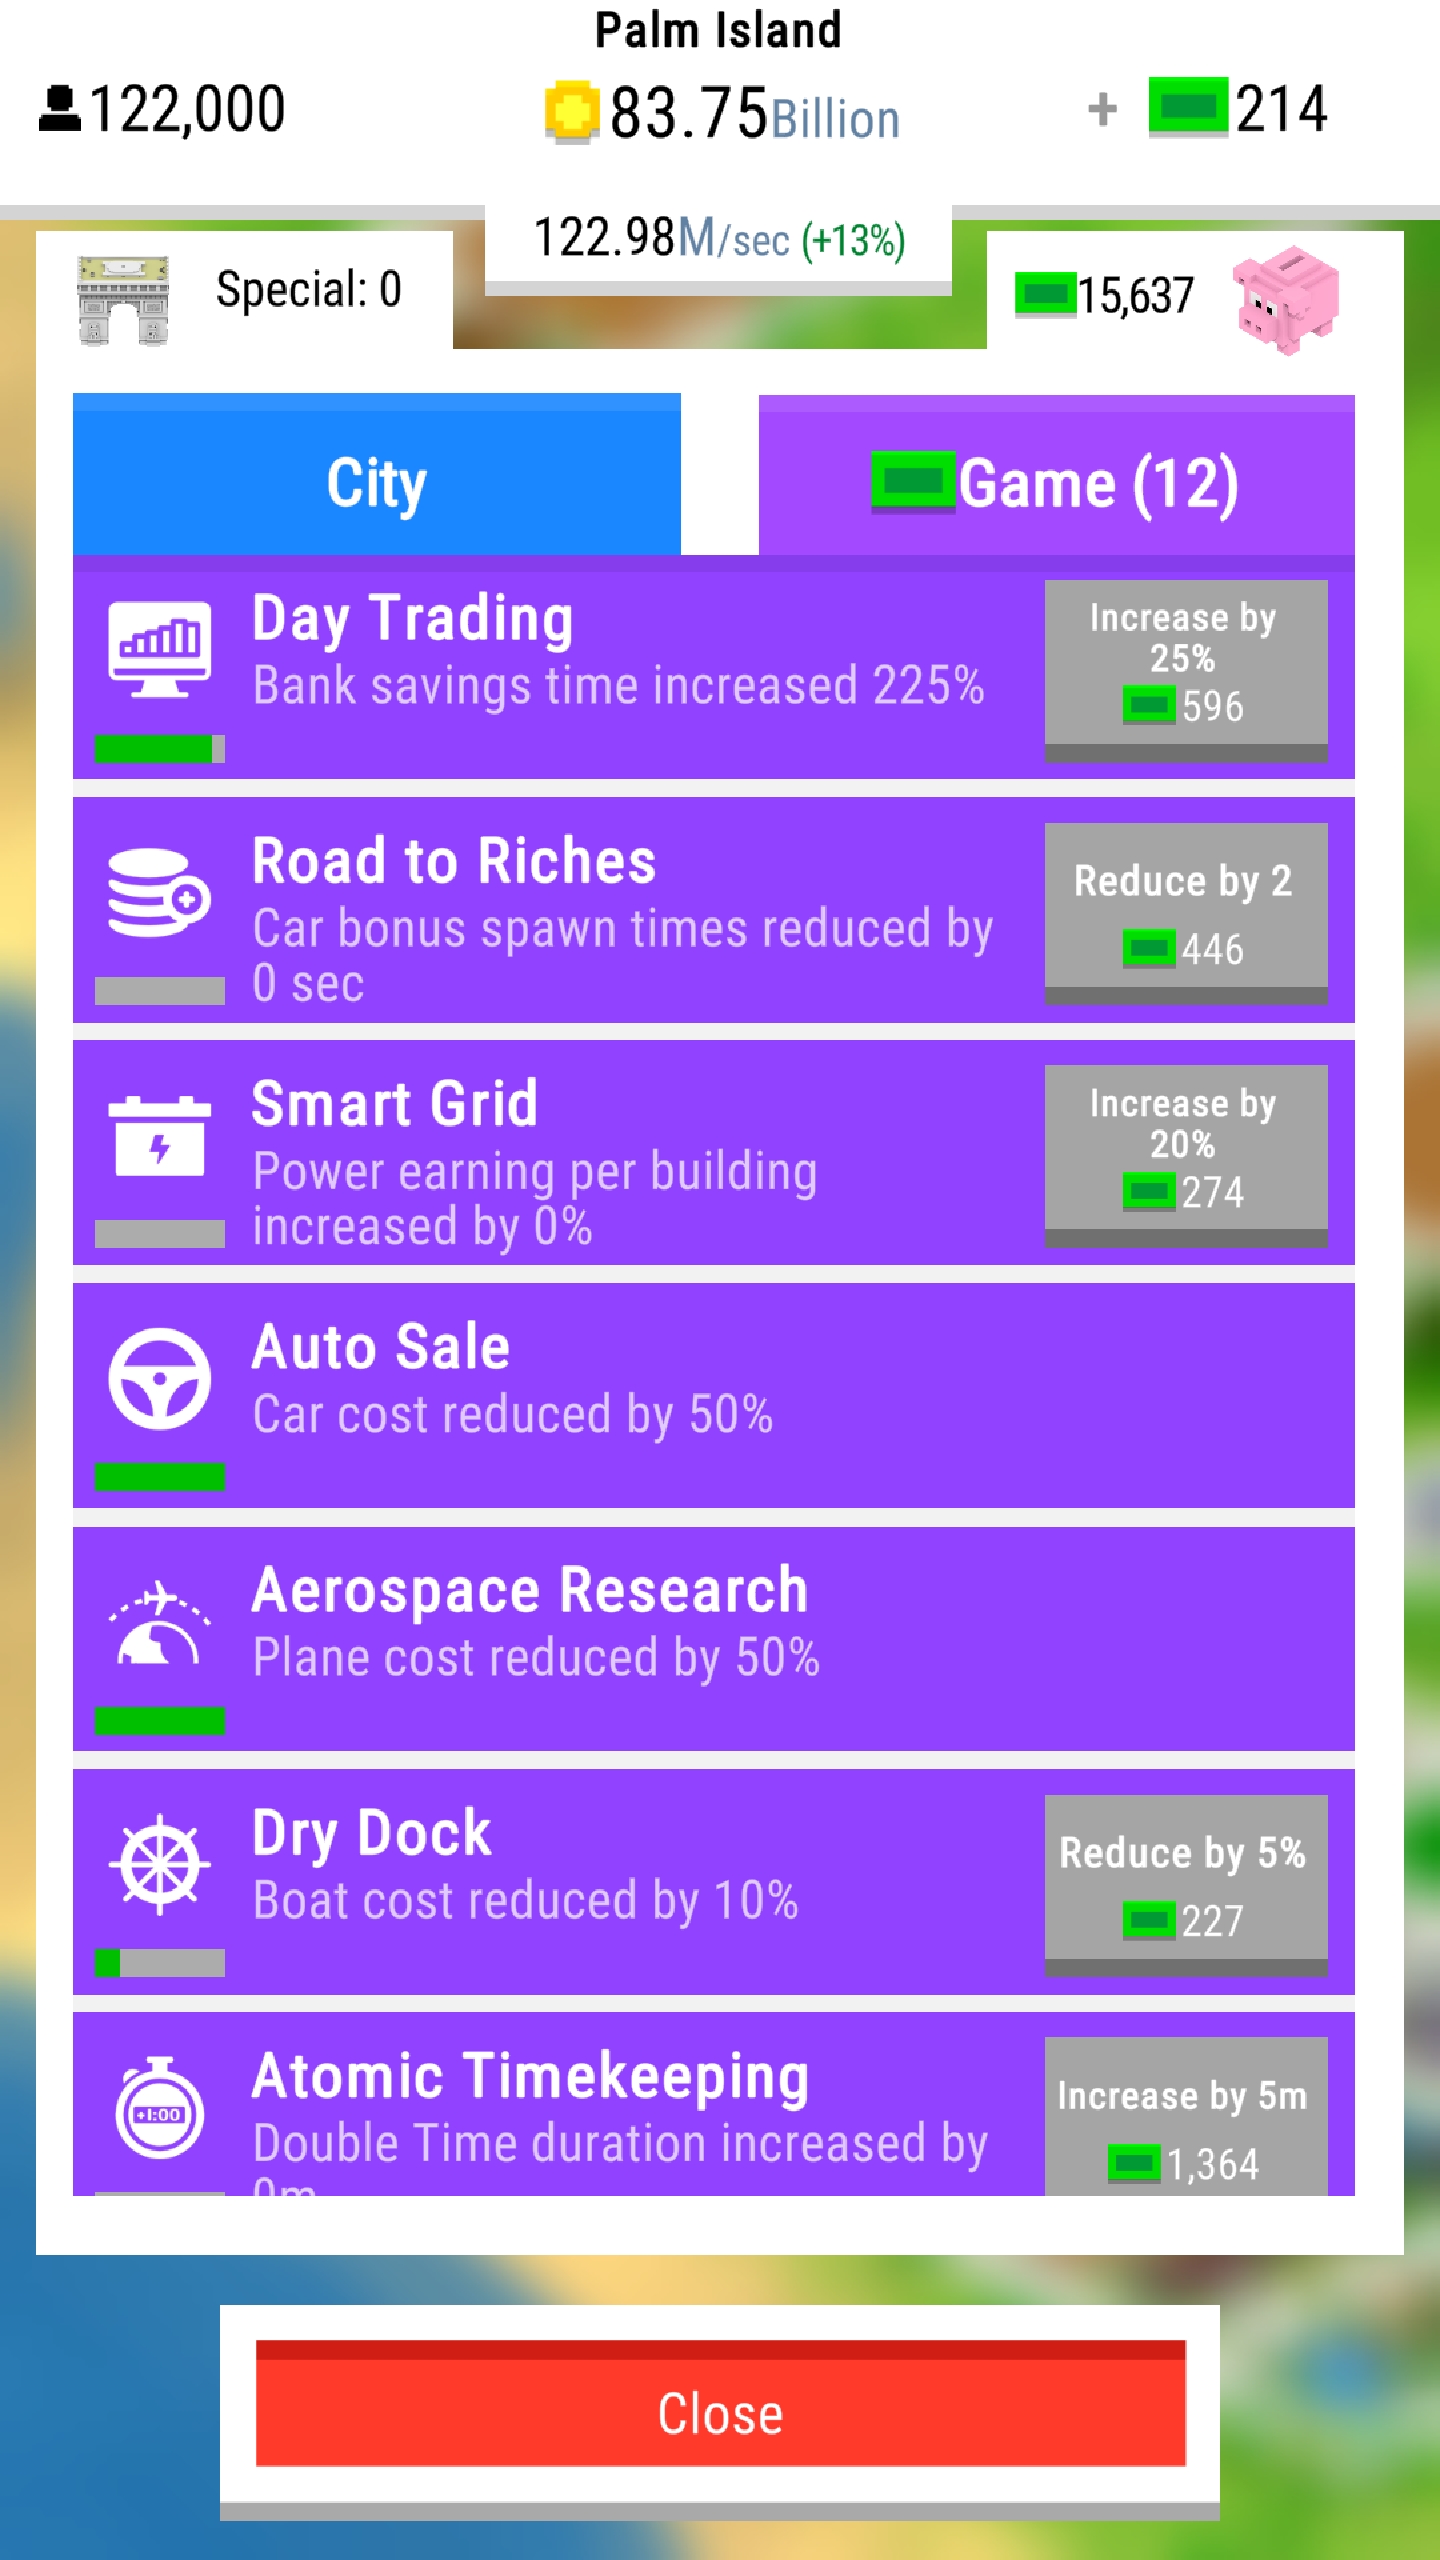 Palm Island
122,000
83.75Billion
+ 214
122.98M/sec (+13%)
Special: 0
15,637
City
Game (12)
Day Trading
Bank savings time increased 225%
Increase by
25%
596
Road to Riches
Car bonus spawn times reduced by
0 sec
Reduce by 2
446
Smart Grid
Power earning per building
increased by 0%
Increase by
20%
274
Auto Sale
Car cost reduced by 50%
Aerospace Research
Plane cost reduced by 50%
Dry Dock
Boat cost reduced by 10%
Reduce by 5%
227
+1:00
Atomic Timekeeping
Double Time duration increased by
0m
Increase by 5m
1,364
Close